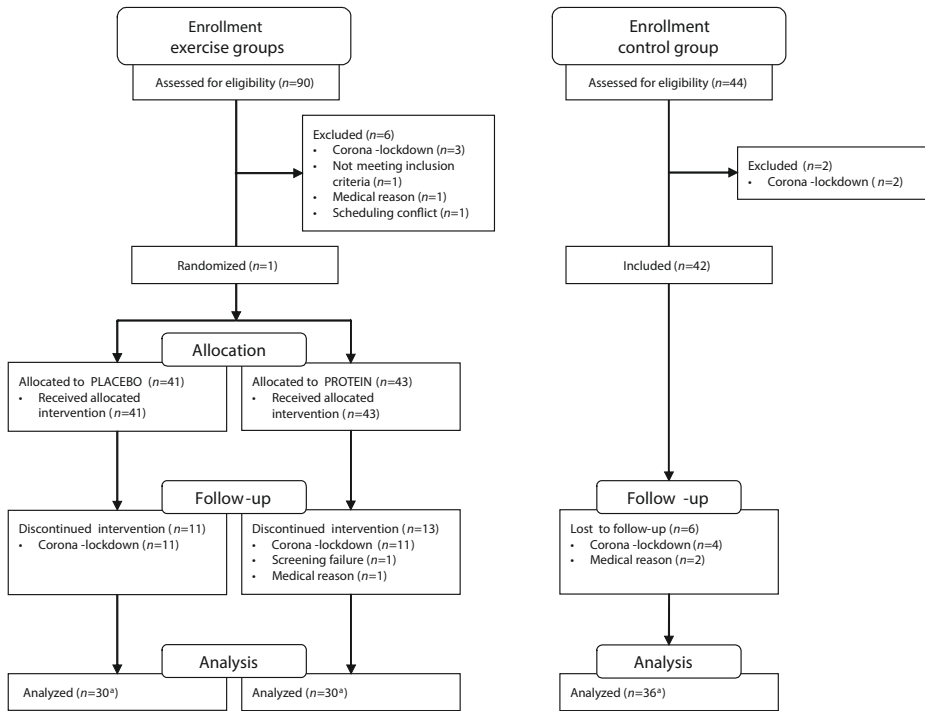 Enrollment
exercise groups
Assessed for eligibility (n=90)
Excluded (n=6)
• Corona -lockdown (n=3)
• Not meeting inclusion
criteria (n=1)
• Medical reason (n=1)
• Scheduling conflict (n=1)
Randomized (n=1)
Allocation
Allocated to PLACEBO (n=41)
• Received allocated
intervention (n=41)
Allocated to PROTEIN (n=43)
• Received allocated
intervention (n=43)
Follow-up
Discontinued intervention (n=11)
• Corona -lockdown (n=11)
Discontinued intervention (n=13)
• Corona -lockdown (n=11)
• Screening failure (n=1)
• Medical reason (n=1)
Analysis
Analyzed (n=30ᵃ)
Analyzed (n=30ᵃ)
Enrollment
control group
Assessed for eligibility (n=44)
Excluded (n=2)
• Corona -lockdown ( n=2)
Included (n=42)
Follow -up
Lost to follow-up (n=6)
• Corona -lockdown (n=4)
• Medical reason (n=2)
Analysis
Analyzed (n=36ᵃ)